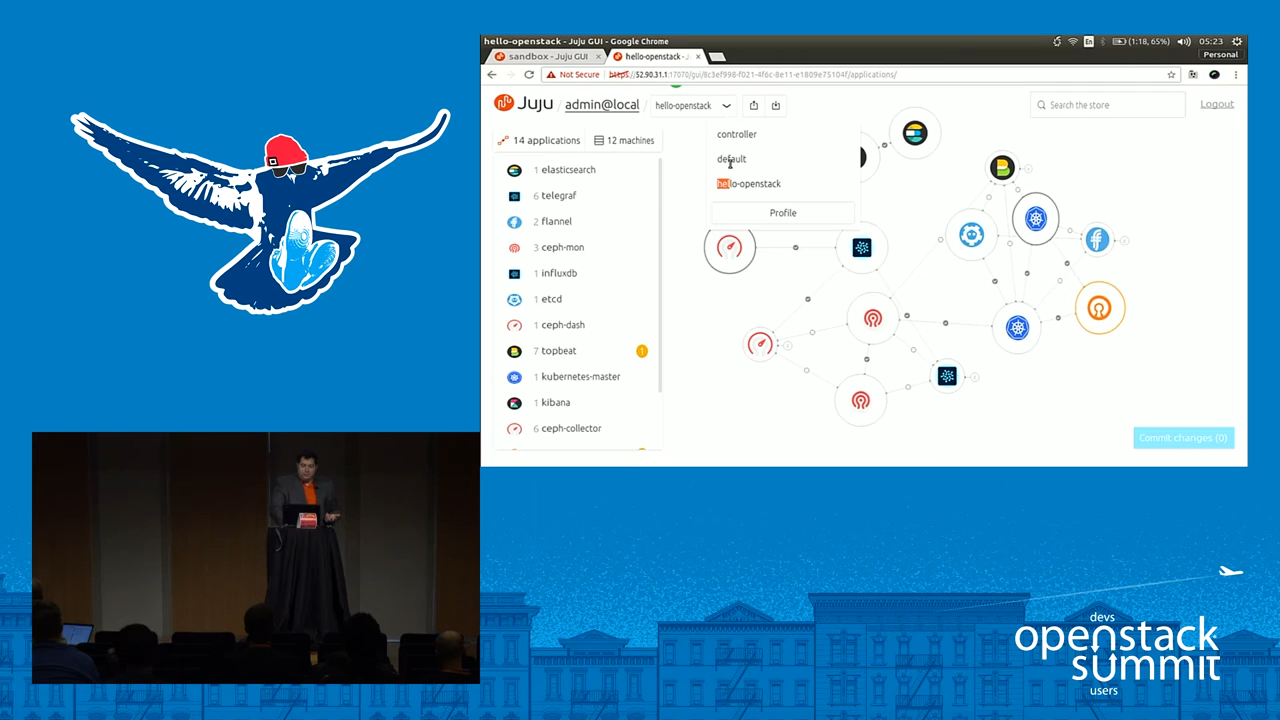 hello-openstack - Juju GUI - Google Chrome
En
(1:18, 65%)
05:23
sandbox - Juju GUI
hello-openstack - J
Personal
Not Secure
https://52.90.31.1:17070/gui/8c3ef998-f021-4f6c-8e11-e1809e75104f/applications/
Juju
/ admin@local /
hello-openstack
Search the store
Logout
14 applications
12 machines
controller
default
hello-openstack
Profile
1 elasticsearch
6 telegraf
2 flannel
3 ceph-mon
1 influxdb
1 etcd
1 ceph-dash
7 topbeat
1
1 kubernetes-master
1 kibana
6 ceph-collector
Commit changes (0)
devs
openstack
summit
users